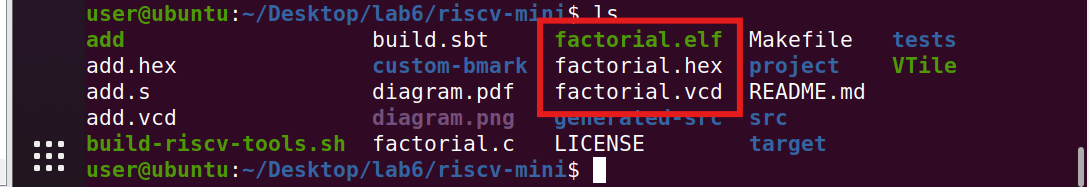 user@ubuntu:~/Desktop/lab6/riscv-mini$ ls
add build.sbt factorial.elf Makefile tests
add.hex custom-bmark factorial.hex project VTile
add.s diagram.pdf factorial.vcd README.md
add.vcd diagram.png generated-src src
build-riscv-tools.sh factorial.c LICENSE target
user@ubuntu:~/Desktop/lab6/riscv-mini$